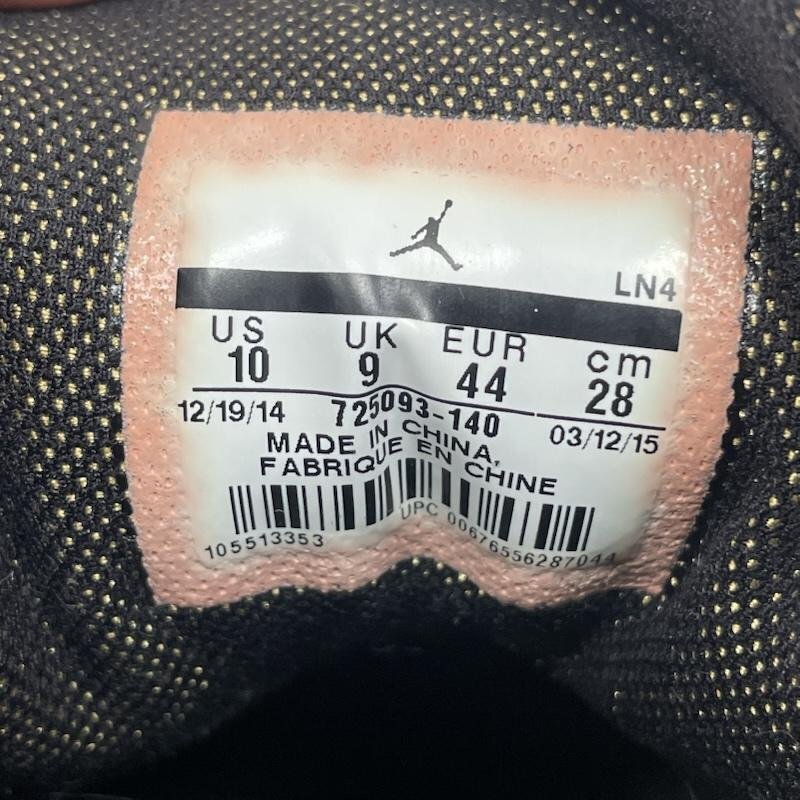 LN4
US UK EUR cm
10 9 44 28
12/19/14 725093-140 03/12/15
MADE IN CHINA,
FABRIQUE EN CHINE
105513353 UPC 00676556287044